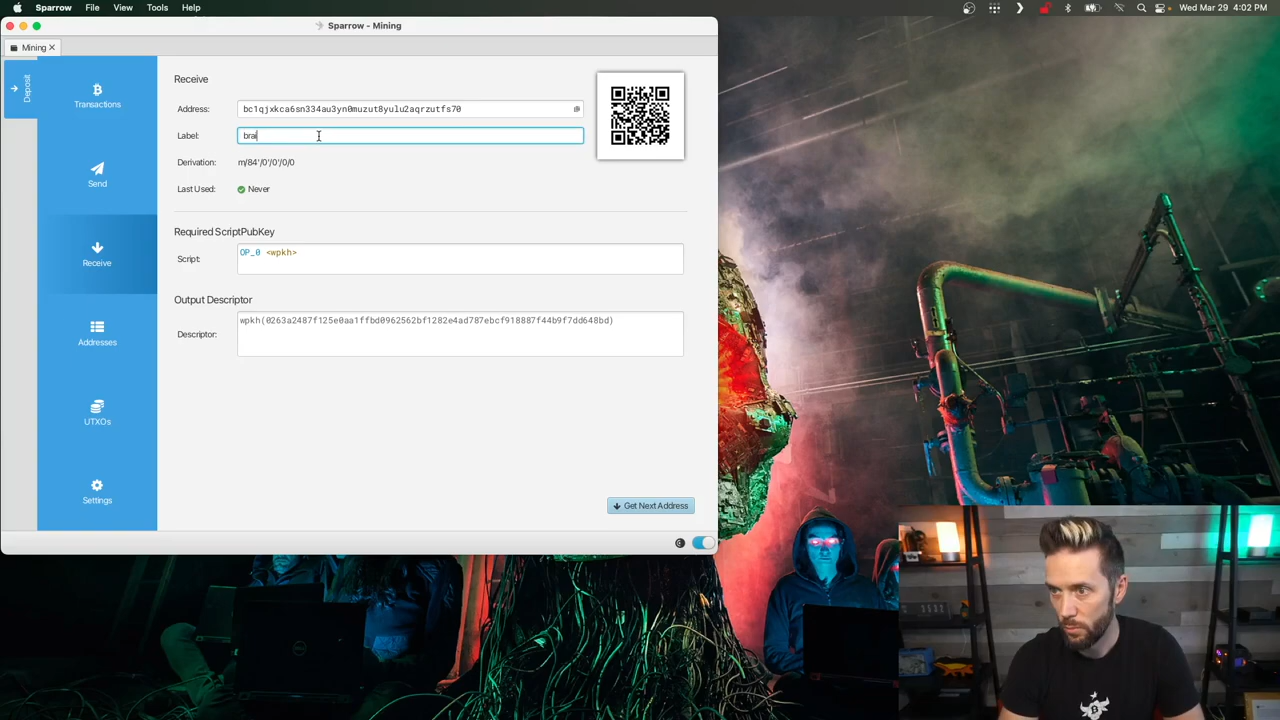 Sparrow File View Tools Help
Wed Mar 29 4:02 PM
Sparrow - Mining
Mining
Deposit
Transactions
Send
Receive
Addresses
UTXOs
Settings
Receive
Address: bc1qjxkca6sn334au3yn0muzut8yulu2aqrzutfs70
Label: brai
Derivation: m/84'/0'/0'/0/0
Last Used: Never
Required ScriptPubKey
Script: OP_0 <wpkh>
Output Descriptor
Descriptor: wpkh(0263a2487f125e0aa1ffbd0962562bf1282e4ad787ebcf918887f44b9f7dd648bd)
Get Next Address